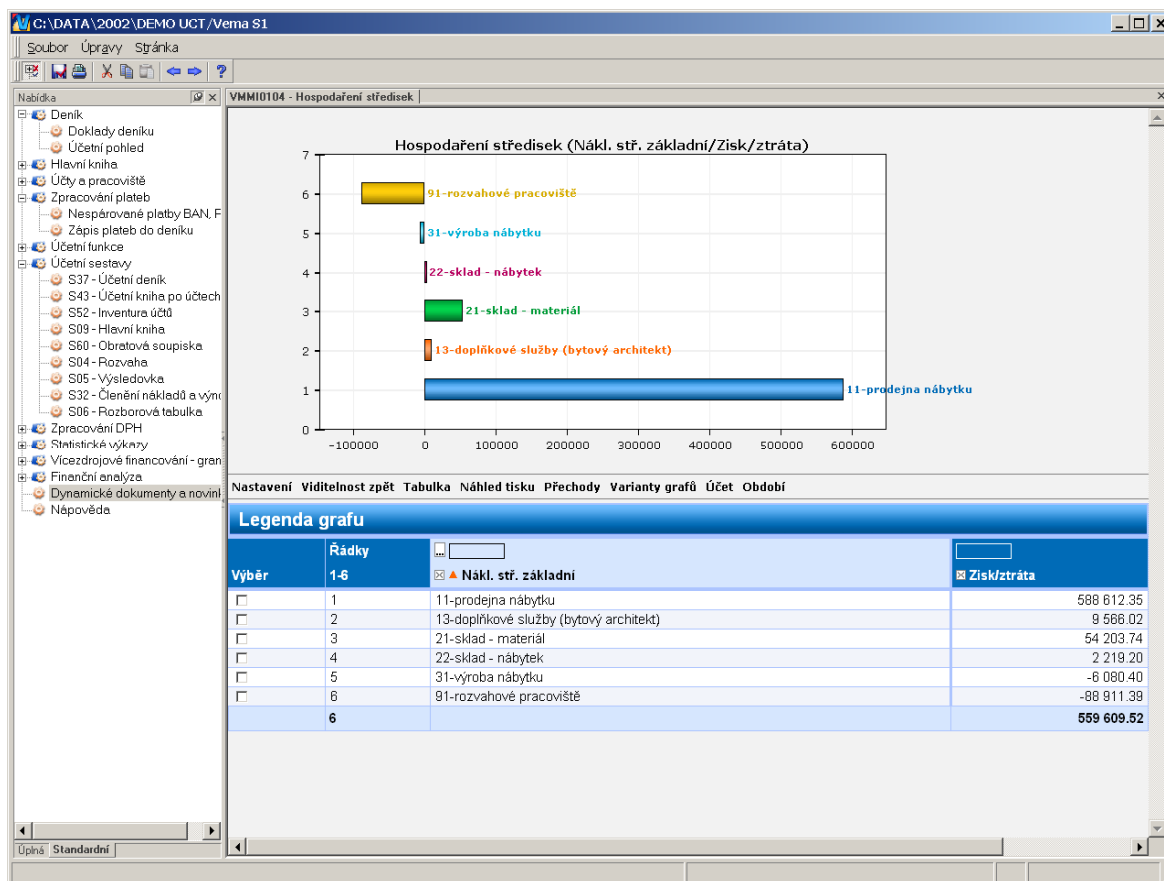 C:\DATA\2002\DEMO UCT/Vema S1
Soubor Úpravy Stránka
Nabídka
Deník
Doklady deníku
Účetní pohled
Hlavní kniha
Účty a pracoviště
Zpracování plateb
Nespárované platby BAN, F
Zápis plateb do deníku
Účetní funkce
Účetní sestavy
S37 - Účetní deník
S43 - Účetní kniha po účtech
S52 - Inventura účtů
S09 - Hlavní kniha
S60 - Obratová soupiska
S04 - Rozvaha
S05 - Výsledovka
S32 - Členění nákladů a výno
S06 - Rozborová tabulka
Zpracování DPH
Statistické výkazy
Vícezdrojové financování - gran
Finanční analýza
Dynamické dokumenty a novinl
Nápověda
Úplná Standardní
VMMI0104 - Hospodaření středisek
Hospodaření středisek (Nákl. stř. základní/Zisk/ztráta)
7
6
5
4
3
2
1
0
91-rozvahové pracoviště
31-výroba nábytku
22-sklad - nábytek
21-sklad - materiál
13-doplňkové služby (bytový architekt)
11-prodejna nábytku
-100000 0 100000 200000 300000 400000 500000 600000
Nastavení Viditelnost zpět Tabulka Náhled tisku Přechody Varianty grafů Účet Období
Legenda grafu
Řádky
...
Výběr 1-6 Nákl. stř. základní Zisk/ztráta
1 11-prodejna nábytku 588 612.35
2 13-doplňkové služby (bytový architekt) 9 566.02
3 21-sklad - materiál 54 203.74
4 22-sklad - nábytek 2 219.20
5 31-výroba nábytku -6 080.40
6 91-rozvahové pracoviště -88 911.39
6 559 609.52